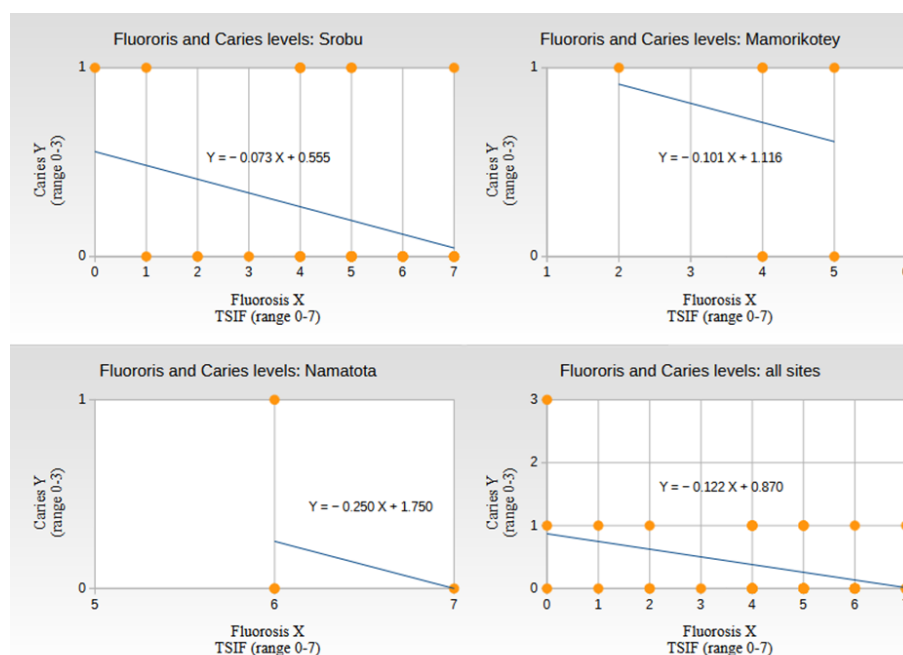 Fluororis and Caries levels: Srobu
1
Y = − 0.073 X + 0.555
Caries Y
(range 0-3)
0
0 1 2 3 4 5 6 7
Fluorosis X
TSIF (range 0-7)
Fluororis and Caries levels: Mamorikotey
1
Y = − 0.101 X + 1.116
Caries Y
(range 0-3)
0
1 2 3 4 5
Fluorosis X
TSIF (range 0-7)
Fluororis and Caries levels: Namatota
1
Caries Y
(range 0-3)
Y = − 0.250 X + 1.750
0
5 6 7
Fluorosis X
TSIF (range 0-7)
Fluororis and Caries levels: all sites
3
2
Y = − 0.122 X + 0.870
Caries Y
(range 0-3)
1
0
0 1 2 3 4 5 6
Fluorosis X
TSIF (range 0-7)